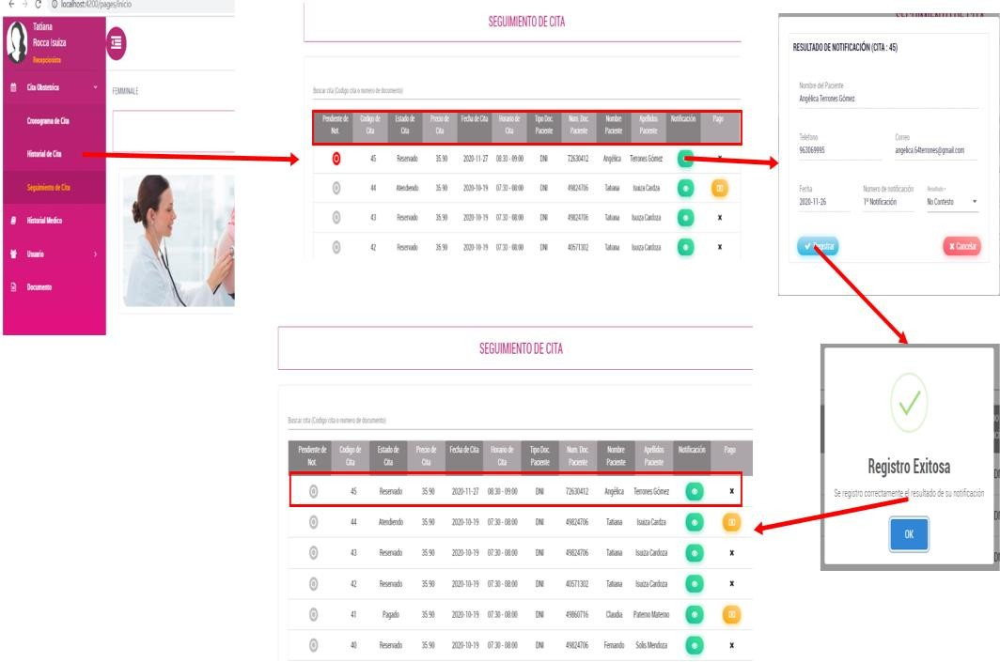 localhost:4200/pages/inicio
Tatiana
Rocca Isuiza
Recepcionista
Cita Obstetrica
Cronograma de Cita
Historial de Cita
Seguimiento de Cita
Historial Medico
Usuario
Documento
FEMMINALE
SEGUIMIENTO DE CITA
Buscar cita (Codigo cita o numero de documento)
Pendiente de Not. Codigo de Cita Estado de Cita Precio de Cita Fecha de Cita Horario de Cita Tipo Doc. Paciente Num. Doc. Paciente Nombre Paciente Apellidos Paciente Notificación Pago
45 Reservado 35.90 2020-11-27 08:30 - 09:00 DNI 72630412 Angélica Terrones Gómez x
44 Atendiendo 35.90 2020-10-19 07:30 - 08:00 DNI 49824706 Tatiana Isuiza Cardza
43 Reservado 35.90 2020-10-19 07:30 - 08:00 DNI 49824706 Tatiana Isuiza Cardoza x
42 Reservado 35.90 2020-10-19 07:30 - 08:00 DNI 40571302 Tatiana Isuiza Cardoza x
SEGUIMIENTO DE CITA
RESULTADO DE NOTIFICACIÓN (CITA : 45)
Nombre del Paciente
Angélica Terrones Gómez
Telefono Correo
963069995 angelica.64terrones@gmail.com
Fecha Numero de notificación Resultado *
2020-11-26 1° Notificación No Contesto
Registrar x Cancelar
Registro Exitosa
Se registro correctamente el resultado de su notificación
OK
SEGUIMIENTO DE CITA
Buscar cita (Codigo cita o numero de documento)
Pendiente de Not. Codigo de Cita Estado de Cita Precio de Cita Fecha de Cita Horario de Cita Tipo Doc. Paciente Num. Doc. Paciente Nombre Paciente Apellidos Paciente Notificación Pago
45 Reservado 35.90 2020-11-27 08:30 - 09:00 DNI 72630412 Angélica Terrones Gómez x
44 Atendiendo 35.90 2020-10-19 07:30 - 08:00 DNI 49824706 Tatiana Isuiza Cardza
43 Reservado 35.90 2020-10-19 07:30 - 08:00 DNI 49824706 Tatiana Isuiza Cardoza x
42 Reservado 35.90 2020-10-19 07:30 - 08:00 DNI 40571302 Tatiana Isuiza Cardoza x
41 Pagado 35.90 2020-10-19 07:30 - 08:00 DNI 49860716 Claudia Paterno Materno
40 Reservado 35.90 2020-10-19 07:30 - 08:00 DNI 49824706 Fernando Solis Mendoza x